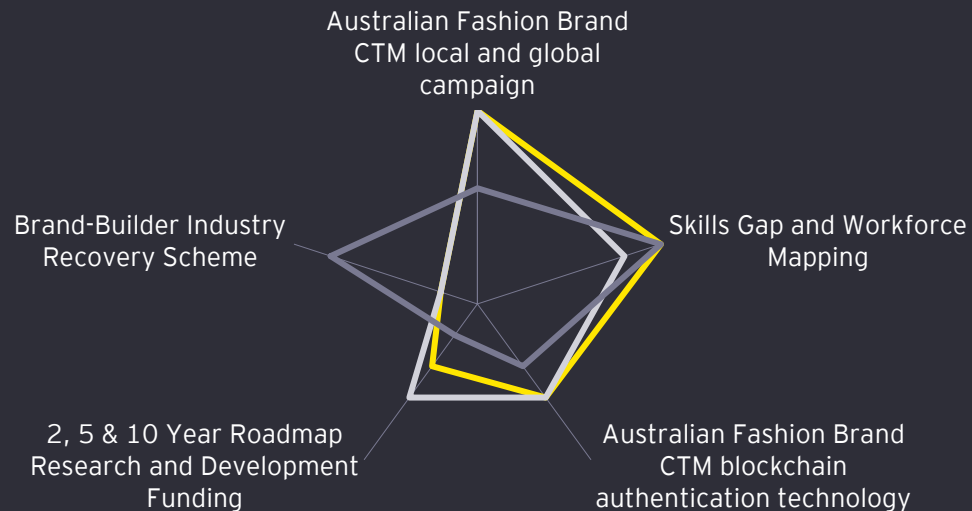 Australian Fashion Brand
CTM local and global
campaign
Skills Gap and Workforce
Mapping
Brand-Builder Industry
Recovery Scheme
2, 5 & 10 Year Roadmap
Research and Development
Funding
Australian Fashion Brand
CTM blockchain
authentication technology